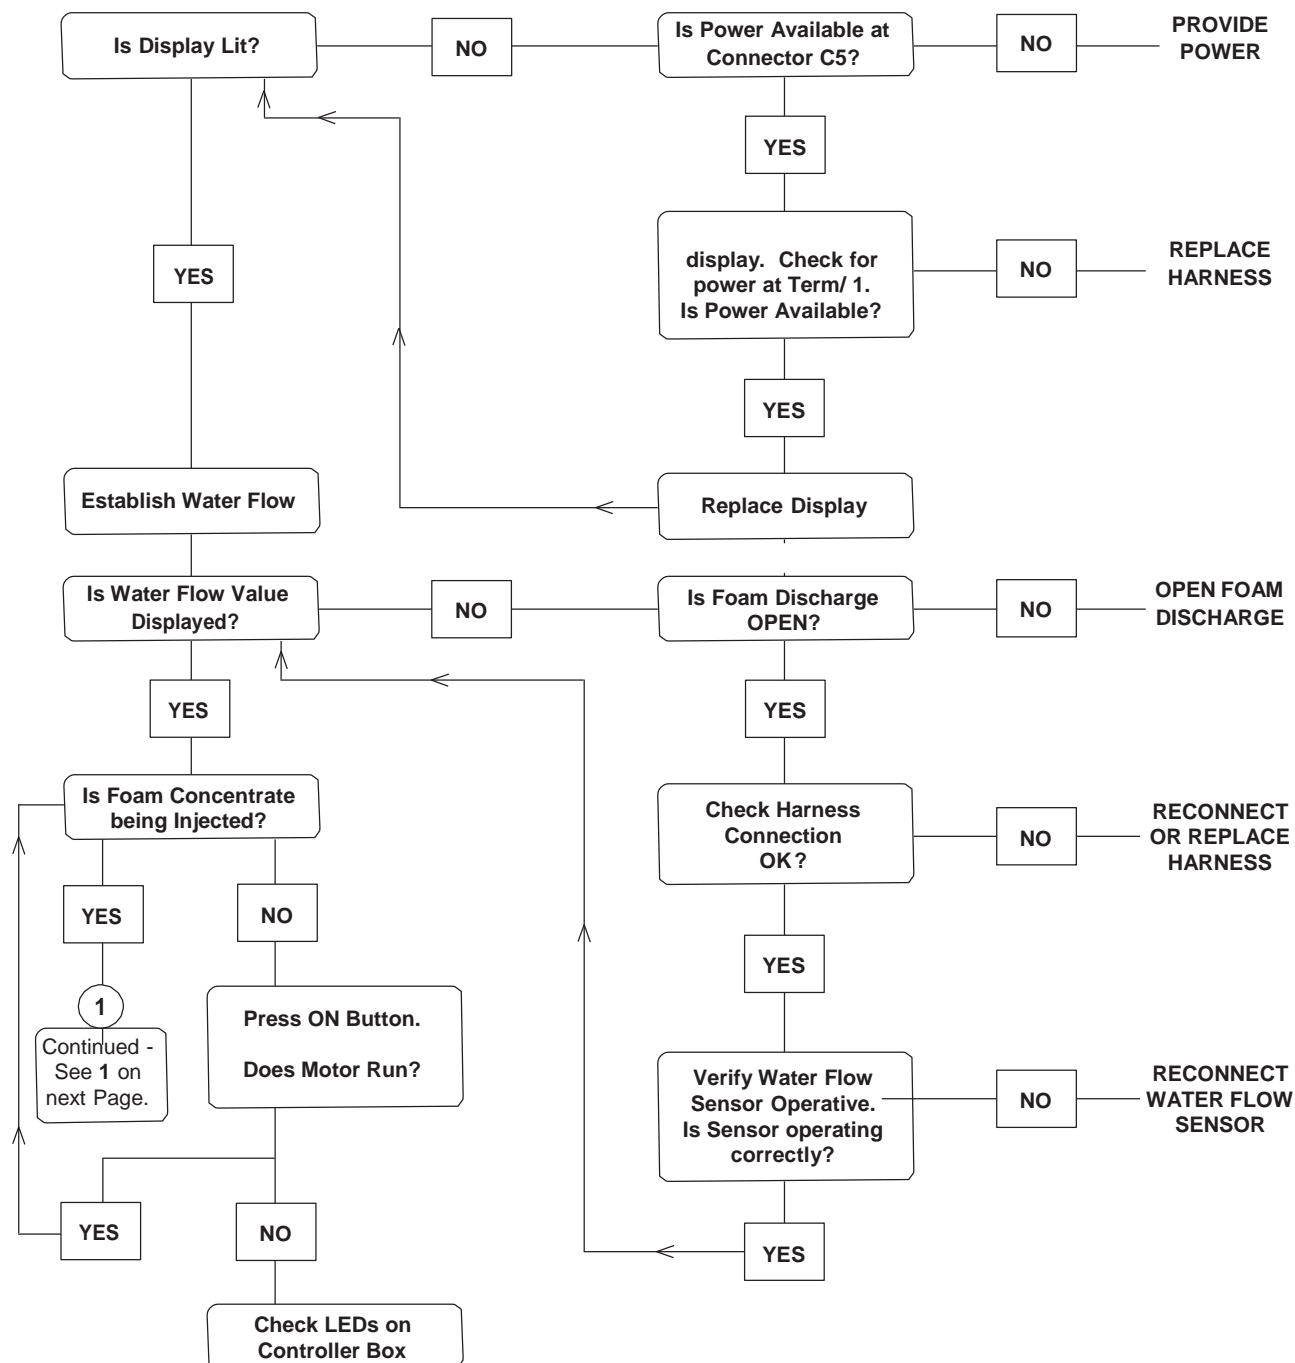 Is Display Lit?
NO
Is Power Available at
Connector C5?
NO
PROVIDE
POWER
YES
YES
display.  Check for
power at Term/ 1.
Is Power Available?
NO
REPLACE
HARNESS
YES
Establish Water Flow
Replace Display
Is Water Flow Value
Displayed?
NO
Is Foam Discharge
OPEN?
NO
OPEN FOAM
DISCHARGE
YES
YES
Is Foam Concentrate
being Injected?
Check Harness
Connection
OK?
NO
RECONNECT
OR REPLACE
HARNESS
YES
NO
YES
1
Continued -
See 1 on
next Page.
Press ON Button.
Does Motor Run?
Verify Water Flow
Sensor Operative.
Is Sensor operating
correctly?
NO
RECONNECT
WATER FLOW
SENSOR
YES
NO
YES
Check LEDs on
Controller Box